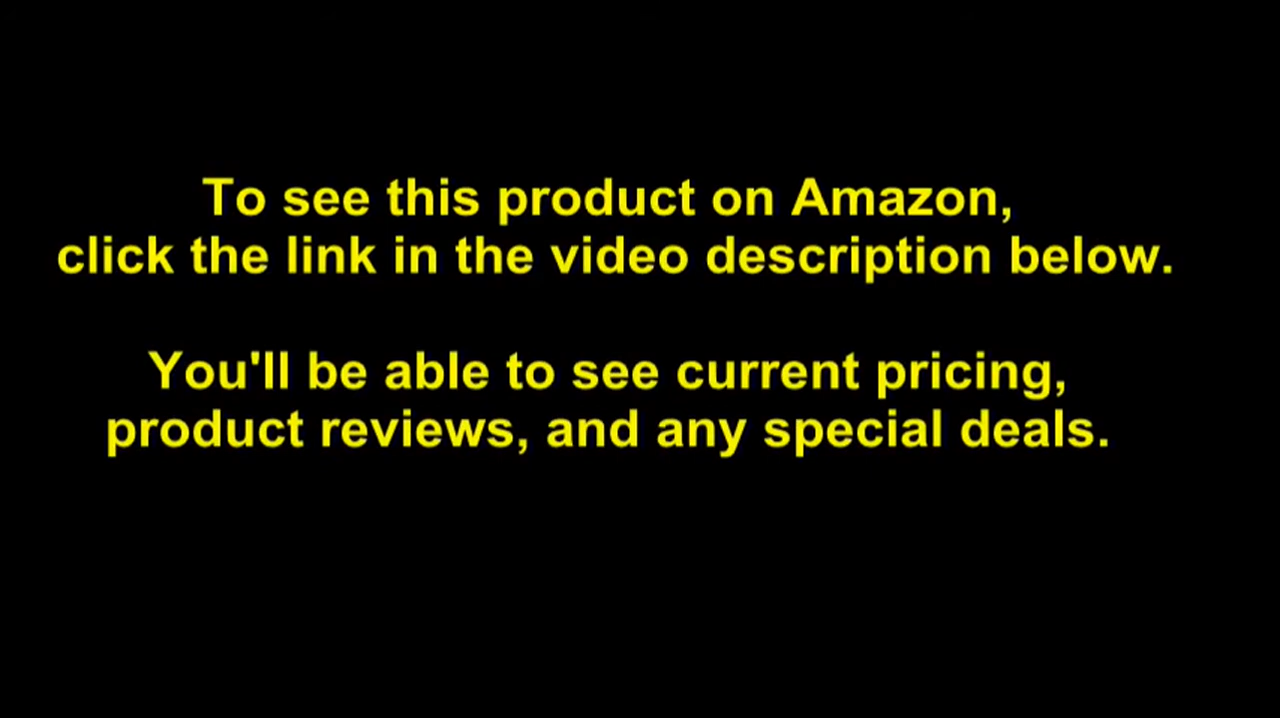 To see this product on Amazon,
click the link in the video description below.
You'll be able to see current pricing,
product reviews, and any special deals.